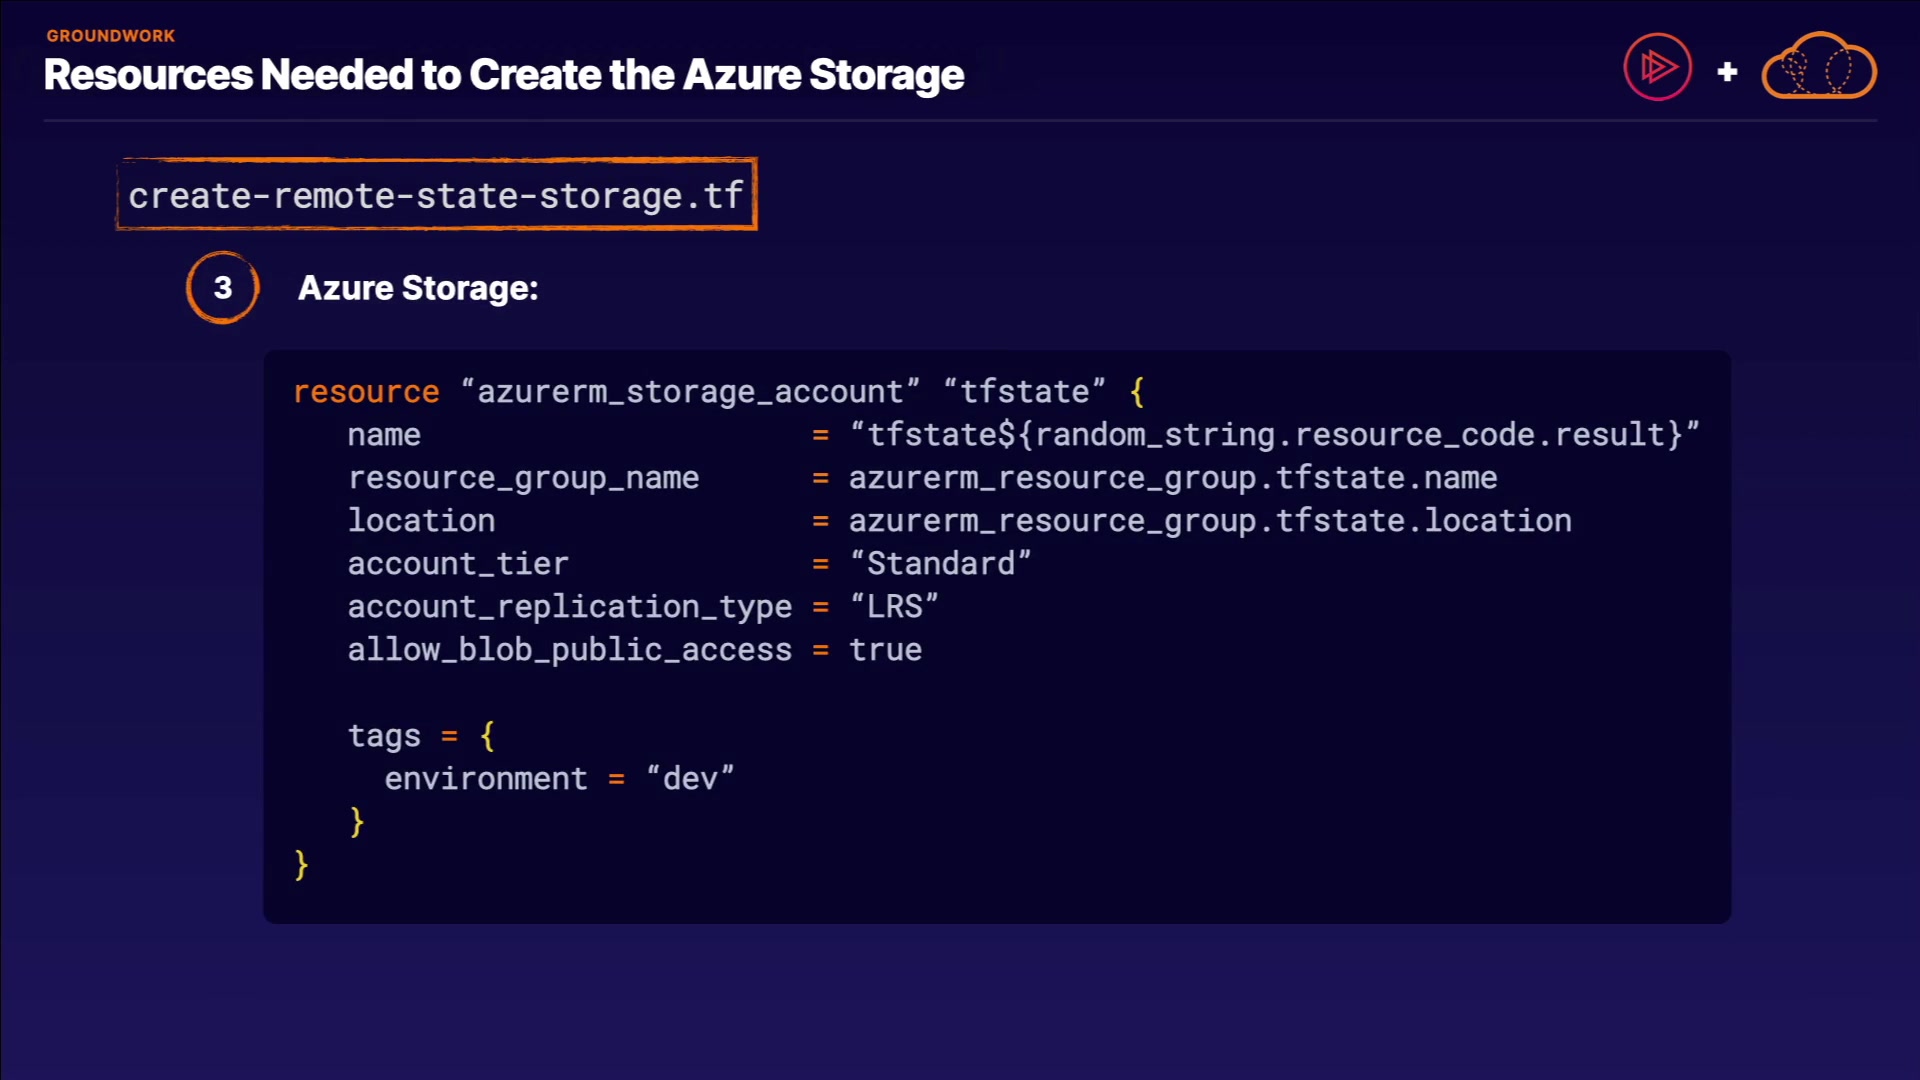 GROUNDWORK
Resources Needed to Create the Azure Storage
+
create-remote-state-storage.tf
3 Azure Storage:
resource “azurerm_storage_account” “tfstate” {
name = “tfstate${random_string.resource_code.result}”
resource_group_name = azurerm_resource_group.tfstate.name
location = azurerm_resource_group.tfstate.location
account_tier = “Standard”
account_replication_type = “LRS”
allow_blob_public_access = true
tags = {
environment = “dev”
}
}